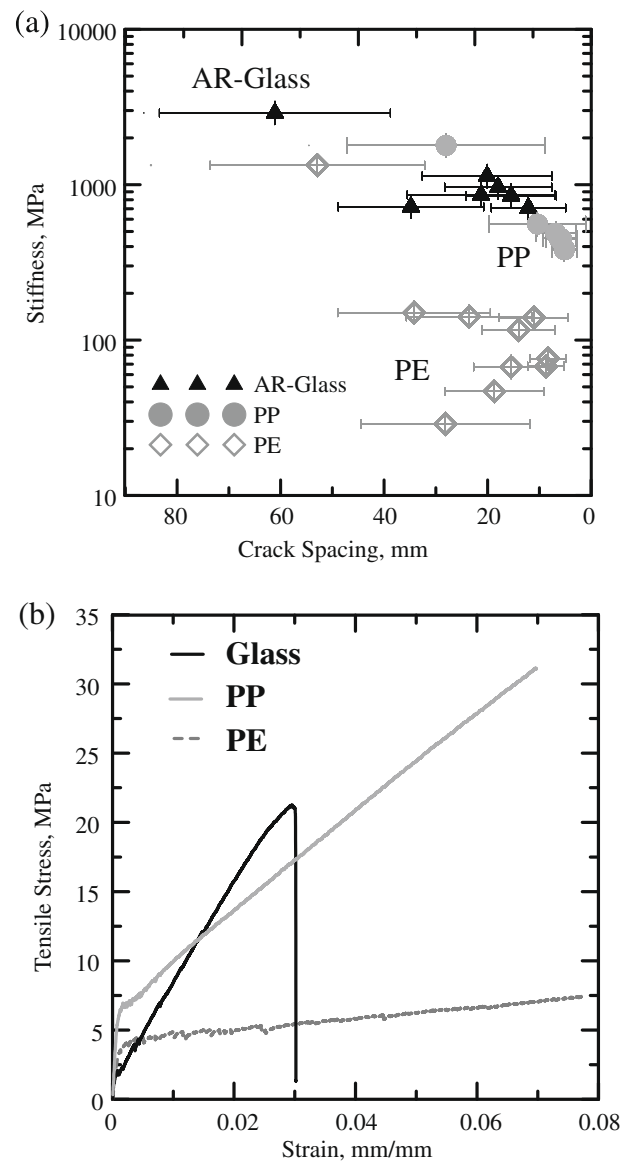 (a)
10000
AR-Glass
1000
Stiffness, MPa
PP
100
PE
AR-Glass
PP
PE
10
80 60 40 20 0
Crack Spacing, mm
(b)
35
Glass
30
PP
25
PE
20
Tensile Stress, MPa
15
10
5
0
0 0.02 0.04 0.06 0.08
Strain, mm/mm